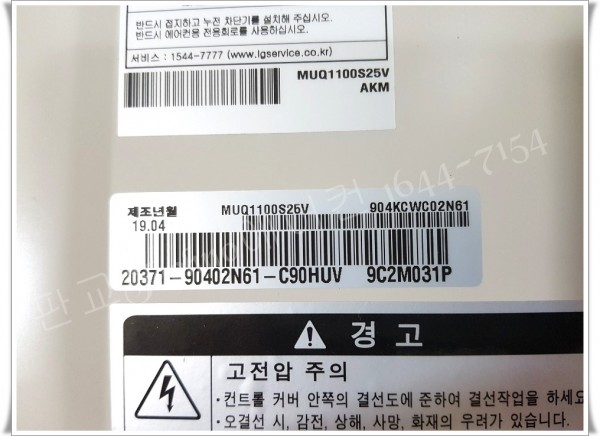 반드시 접지하고 누전 차단기를 설치해 주십시오.
반드시 에어컨용 전용회로를 사용하십시오.
서비스 : 1544-7777 (www.lgservice.co.kr)
MUQ1100S25V
AKM
제조년월 MUQ1100S25V 904KCWC02N61
19.04
20371-90402N61-C90HUV 9C2M031P
경 고
고전압 주의
• 컨트롤 커버 안쪽의 결선도에 준하여 결선작업을 하세요
• 오결선 시, 감전, 상해, 사망, 화재의 우려가 있습니다.
1644-7154